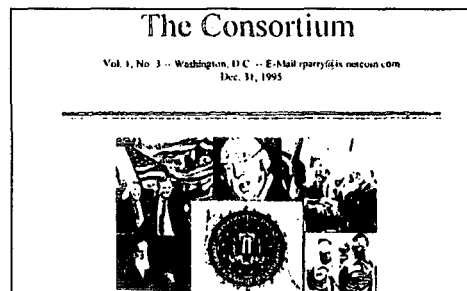 The Consortium
Vol. 1, No. 3 -- Washington, D.C. -- E-Mail rparry@ix.netcom.com
Dec. 31, 1995